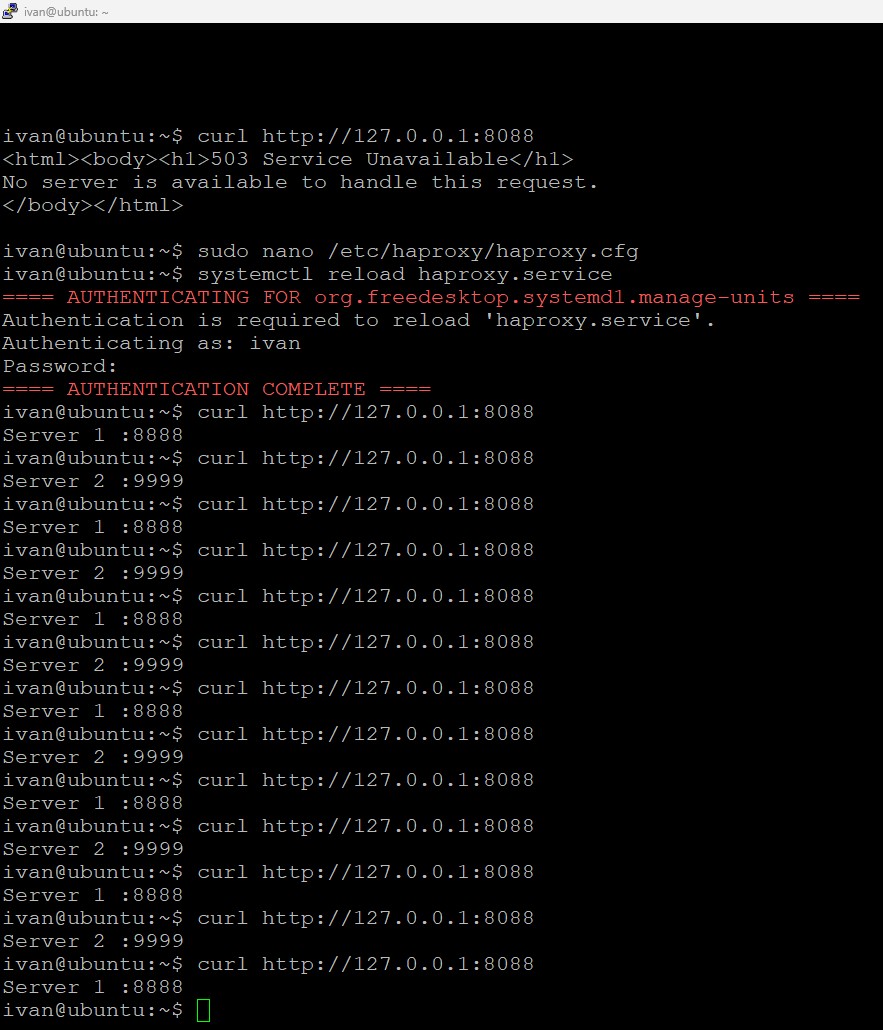 ivan@ubuntu: ~
ivan@ubuntu:~$ curl http://127.0.0.1:8088
<html><body><h1>503 Service Unavailable</h1>
No server is available to handle this request.
</body></html>
ivan@ubuntu:~$ sudo nano /etc/haproxy/haproxy.cfg
ivan@ubuntu:~$ systemctl reload haproxy.service
==== AUTHENTICATING FOR org.freedesktop.systemd1.manage-units ====
Authentication is required to reload 'haproxy.service'.
Authenticating as: ivan
Password:
==== AUTHENTICATION COMPLETE ====
ivan@ubuntu:~$ curl http://127.0.0.1:8088
Server 1 :8888
ivan@ubuntu:~$ curl http://127.0.0.1:8088
Server 2 :9999
ivan@ubuntu:~$ curl http://127.0.0.1:8088
Server 1 :8888
ivan@ubuntu:~$ curl http://127.0.0.1:8088
Server 2 :9999
ivan@ubuntu:~$ curl http://127.0.0.1:8088
Server 1 :8888
ivan@ubuntu:~$ curl http://127.0.0.1:8088
Server 2 :9999
ivan@ubuntu:~$ curl http://127.0.0.1:8088
Server 1 :8888
ivan@ubuntu:~$ curl http://127.0.0.1:8088
Server 2 :9999
ivan@ubuntu:~$ curl http://127.0.0.1:8088
Server 1 :8888
ivan@ubuntu:~$ curl http://127.0.0.1:8088
Server 2 :9999
ivan@ubuntu:~$ curl http://127.0.0.1:8088
Server 1 :8888
ivan@ubuntu:~$ curl http://127.0.0.1:8088
Server 2 :9999
ivan@ubuntu:~$ curl http://127.0.0.1:8088
Server 1 :8888
ivan@ubuntu:~$